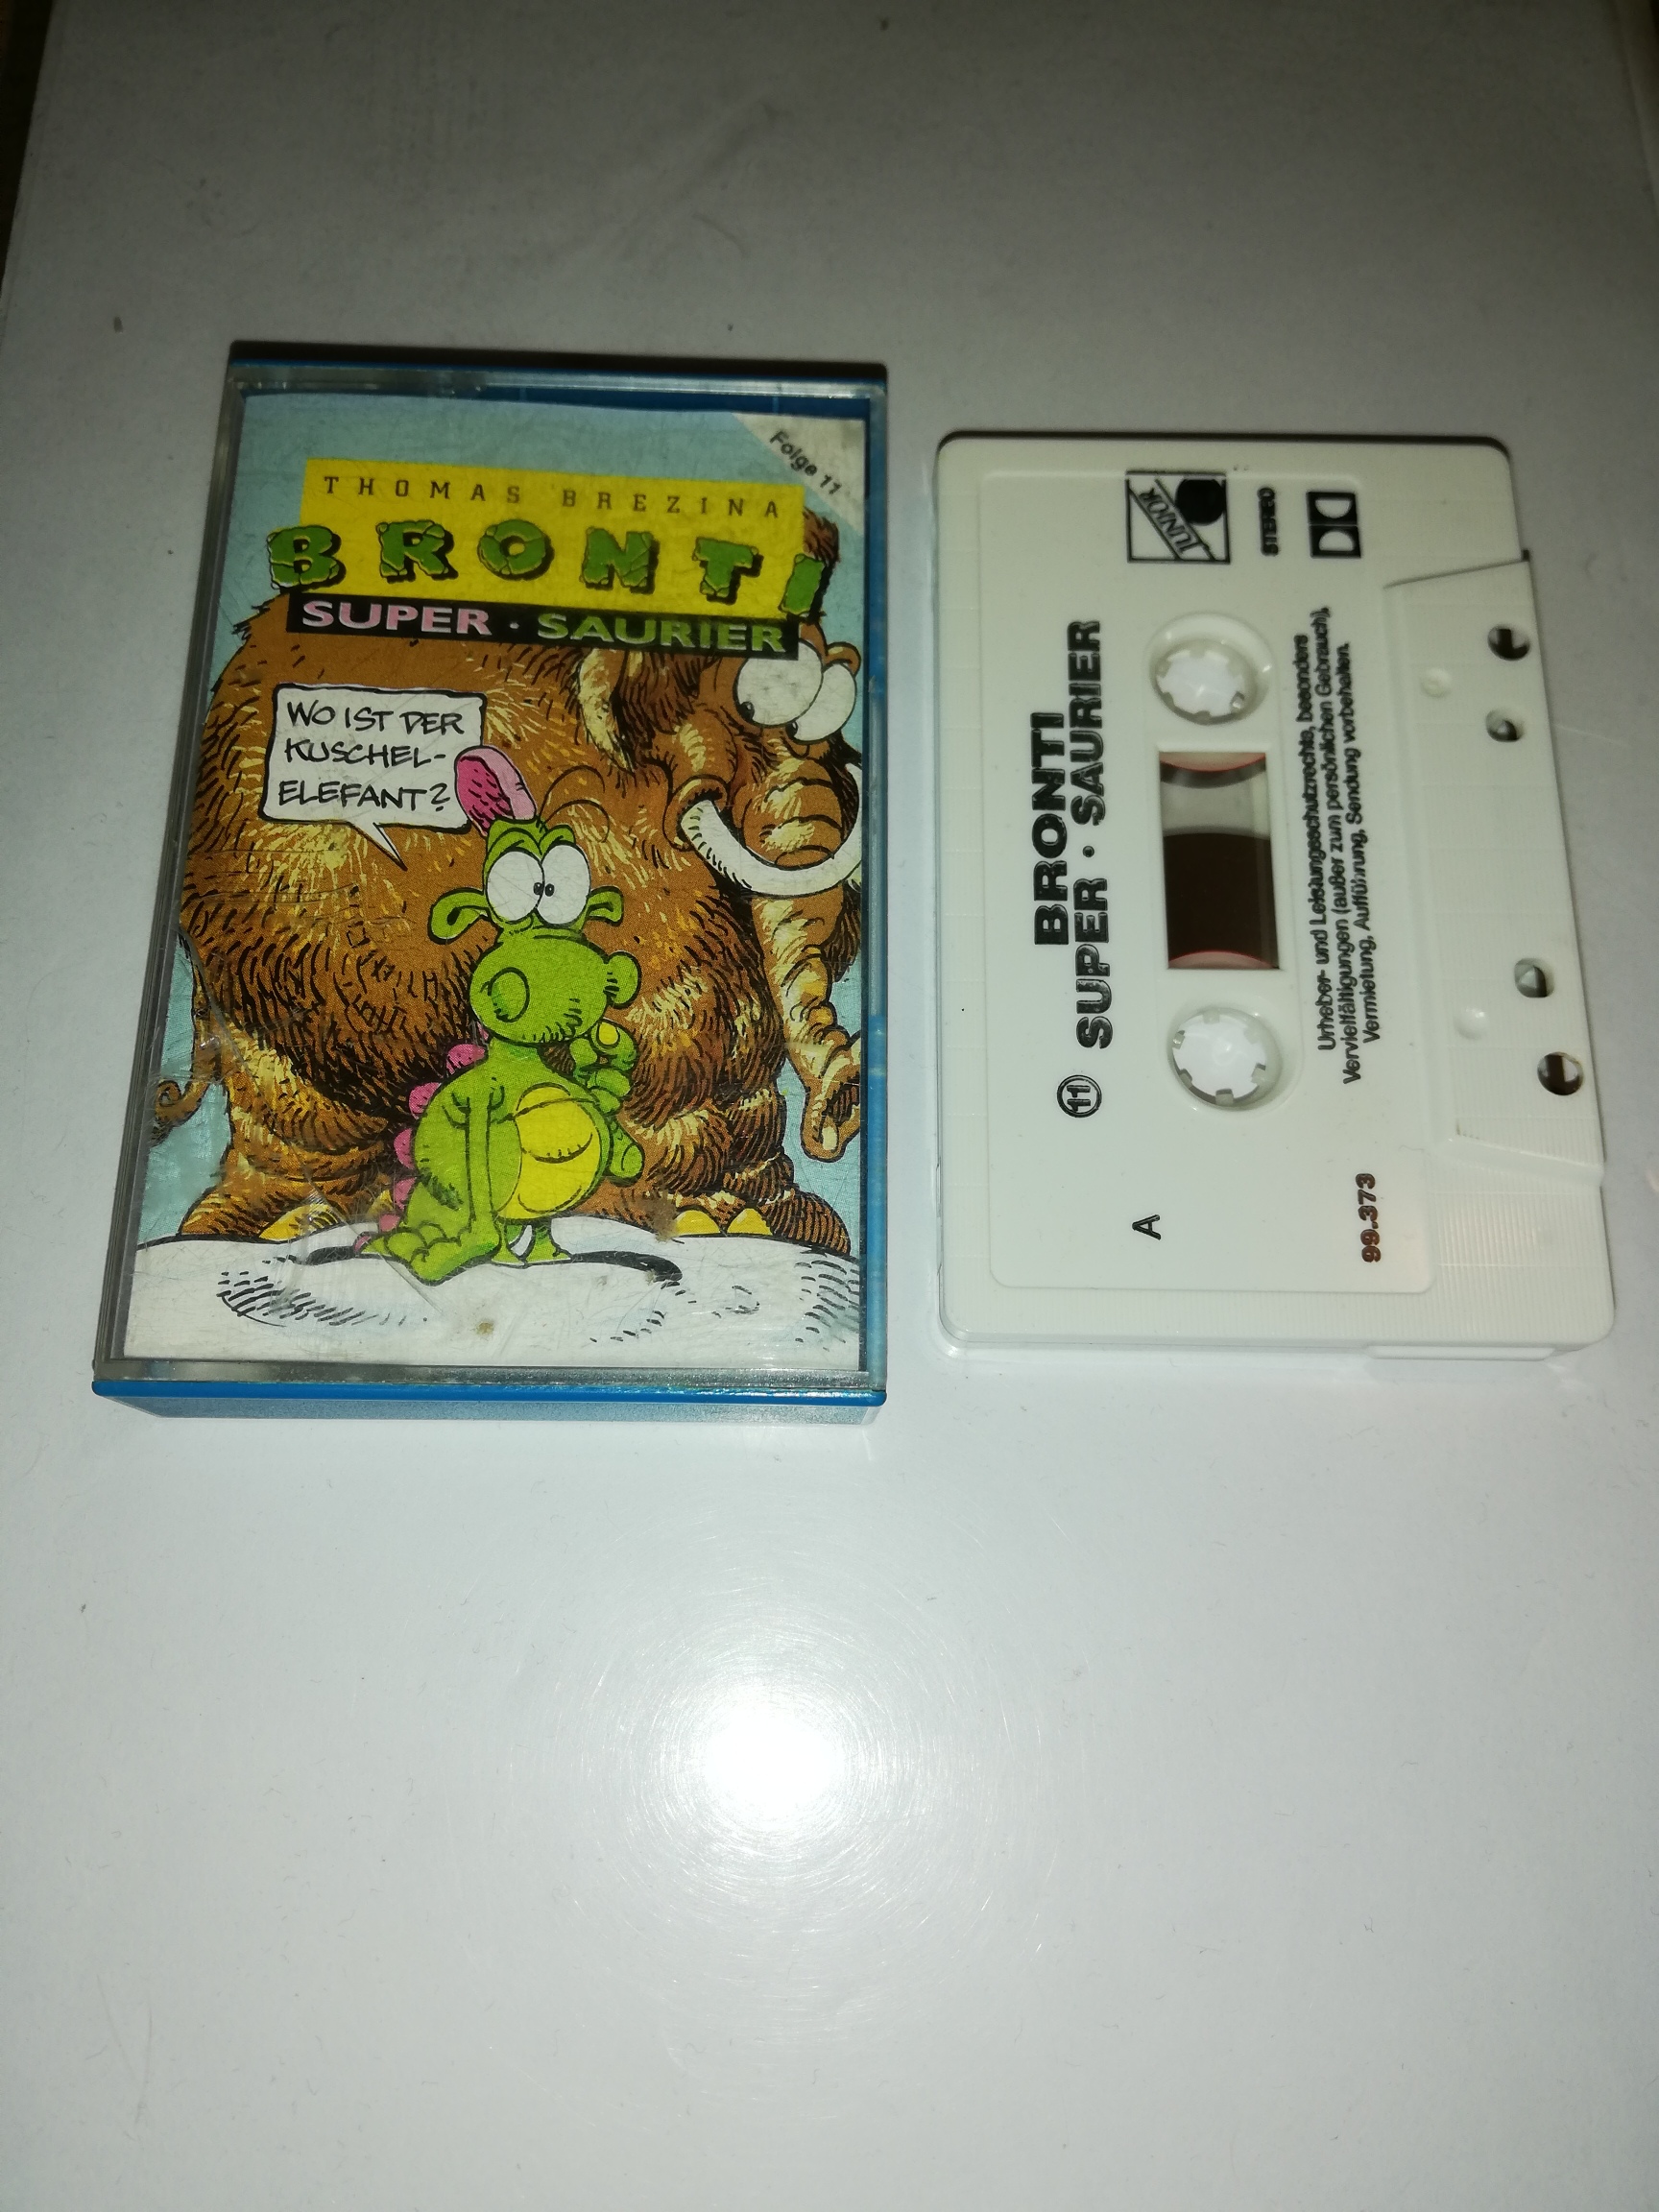 Folge 11
THOMAS BREZINA
BRONTI
SUPER · SAURIER
WO IST DER
KUSCHEL-
ELEFANT?
JUNIOR
STEREO
BRONTI
11 SUPER · SAURIER
Urheber- und Leistungsschutzrechte, besonders
Vervielfältigungen (außer zum persönlichen Gebrauch),
Vermietung, Aufführung, Sendung vorbehalten.
A
99.373